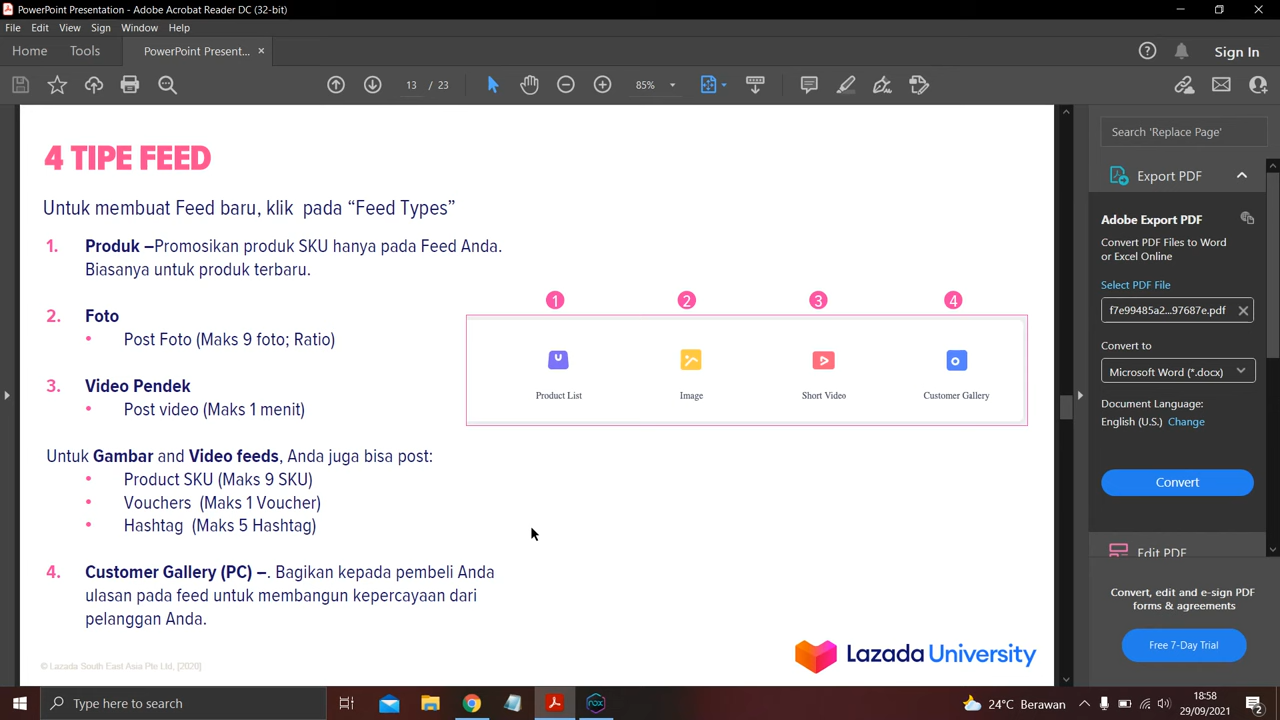 PowerPoint Presentation - Adobe Acrobat Reader DC (32-bit)
File Edit View Sign Window Help
Home Tools PowerPoint Present... ×
Sign In
13 / 23
85%
4 TIPE FEED
Untuk membuat Feed baru, klik pada “Feed Types”
1. Produk –Promosikan produk SKU hanya pada Feed Anda.
Biasanya untuk produk terbaru.
2. Foto
• Post Foto (Maks 9 foto; Ratio)
3. Video Pendek
• Post video (Maks 1 menit)
Untuk Gambar and Video feeds, Anda juga bisa post:
• Product SKU (Maks 9 SKU)
• Vouchers (Maks 1 Voucher)
• Hashtag (Maks 5 Hashtag)
4. Customer Gallery (PC) –. Bagikan kepada pembeli Anda
ulasan pada feed untuk membangun kepercayaan dari
pelanggan Anda.
1 2 3 4
Product List Image Short Video Customer Gallery
© Lazada South East Asia Pte Ltd, [2020]
Lazada University
Search 'Replace Page'
Export PDF
Adobe Export PDF
Convert PDF Files to Word
or Excel Online
Select PDF File
f7e99485a2...97687e.pdf
Convert to
Microsoft Word (*.docx)
Document Language:
English (U.S.) Change
Convert
Edit PDF
Convert, edit and e-sign PDF
forms & agreements
Free 7-Day Trial
Type here to search
nox
24°C Berawan
18:58
29/09/2021
2